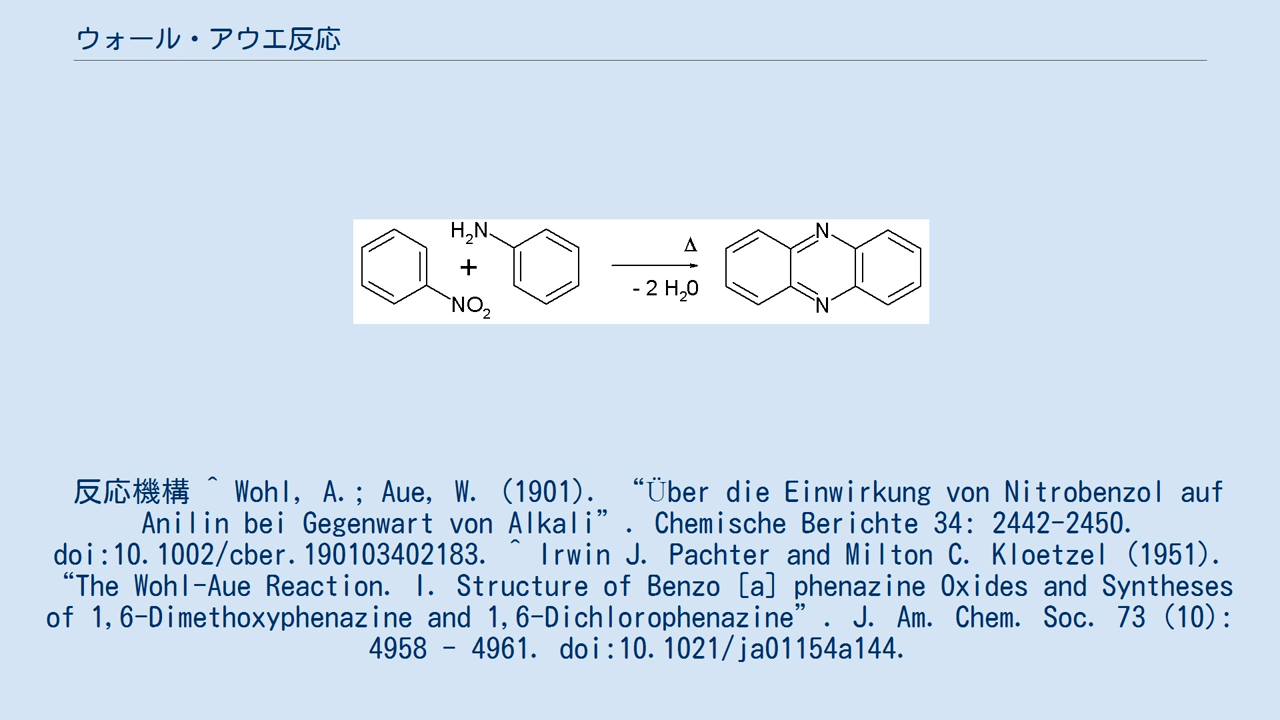 ウォール・アウエ反応
H2N
+
NO2
Δ
- 2 H20
N
N
反応機構 ^ Wohl, A.; Aue, W. (1901). “Über die Einwirkung von Nitrobenzol auf
Anilin bei Gegenwart von Alkali”. Chemische Berichte 34: 2442-2450.
doi:10.1002/cber.190103402183. ^ Irwin J. Pachter and Milton C. Kloetzel (1951).
“The Wohl-Aue Reaction. I. Structure of Benzo [a] phenazine Oxides and Syntheses
of 1,6-Dimethoxyphenazine and 1,6-Dichlorophenazine”. J. Am. Chem. Soc. 73 (10):
4958 - 4961. doi:10.1021/ja01154a144.